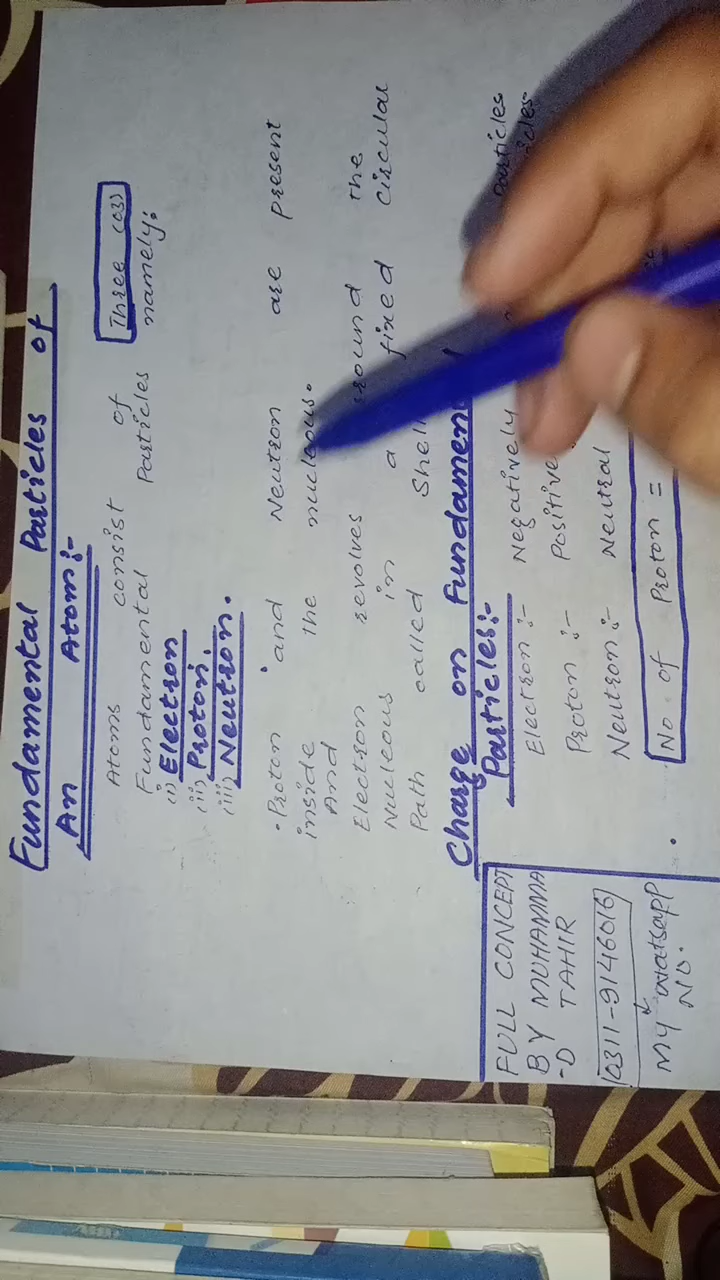 Fundamental Particles of
An Atom:-
Atoms consist of Three (03)
Fundamental Particles namely:
(i) Electron
(ii) Proton,
(iii) Neutron.
• Proton and Neutron are present
inside the nucleous.
And
Electron revolves around the
Nucleous in a fixed circular
Path called Shell
Charge on Fundamen
Particles:-
Electron :- Negatively particles
Proton :- Positive
Neutron :- Neutral
No. of Proton =
FULL CONCEPT
BY MUHAMMA
-D TAHIR
0311-9146016
MY Whatsapp
NO.